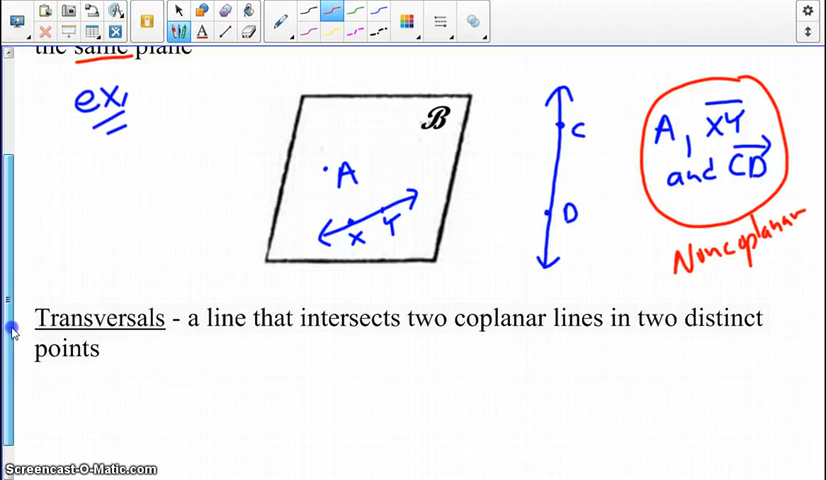 the same plane
ex,
ℬ
A
X Y
C
D
A, XY
and CD
Noncoplanar
Transversals - a line that intersects two coplanar lines in two distinct
points
Screencast-O-Matic.com